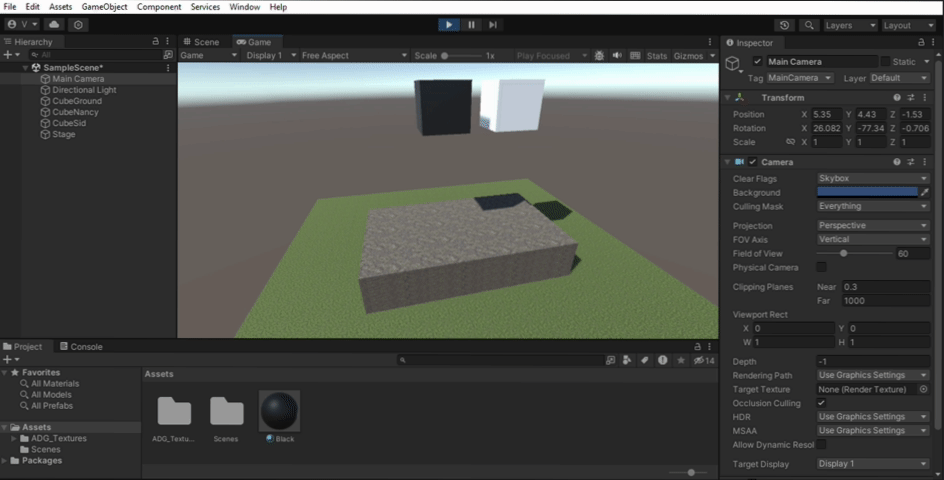 File Edit Assets GameObject Component Services Window Help
V Layers Layout
Hierarchy Scene Game Inspector
All Game Display 1 Free Aspect Scale 1x Play Focused Stats Gizmos
SampleScene*
Main Camera
Directional Light
CubeGround
CubeNancy
CubeSid
Stage
Main Camera Static
Tag MainCamera Layer Default
Transform
Position X 5.35 Y 4.43 Z -1.53
Rotation X 26.082 Y -77.34 Z -0.706
Scale X 1 Y 1 Z 1
Camera
Clear Flags Skybox
Background
Culling Mask Everything
Projection Perspective
FOV Axis Vertical
Field of View 60
Physical Camera
Clipping Planes Near 0.3
Far 1000
Viewport Rect
X 0 Y 0
W 1 H 1
Depth -1
Rendering Path Use Graphics Settings
Target Texture None (Render Texture)
Occlusion Culling
HDR Use Graphics Settings
MSAA Use Graphics Settings
Allow Dynamic Resol
Target Display Display 1
Project Console
14
Favorites
All Materials
All Models
All Prefabs
Assets
ADG_Textures
Scenes
Packages
Assets
ADG_Textu... Scenes Black